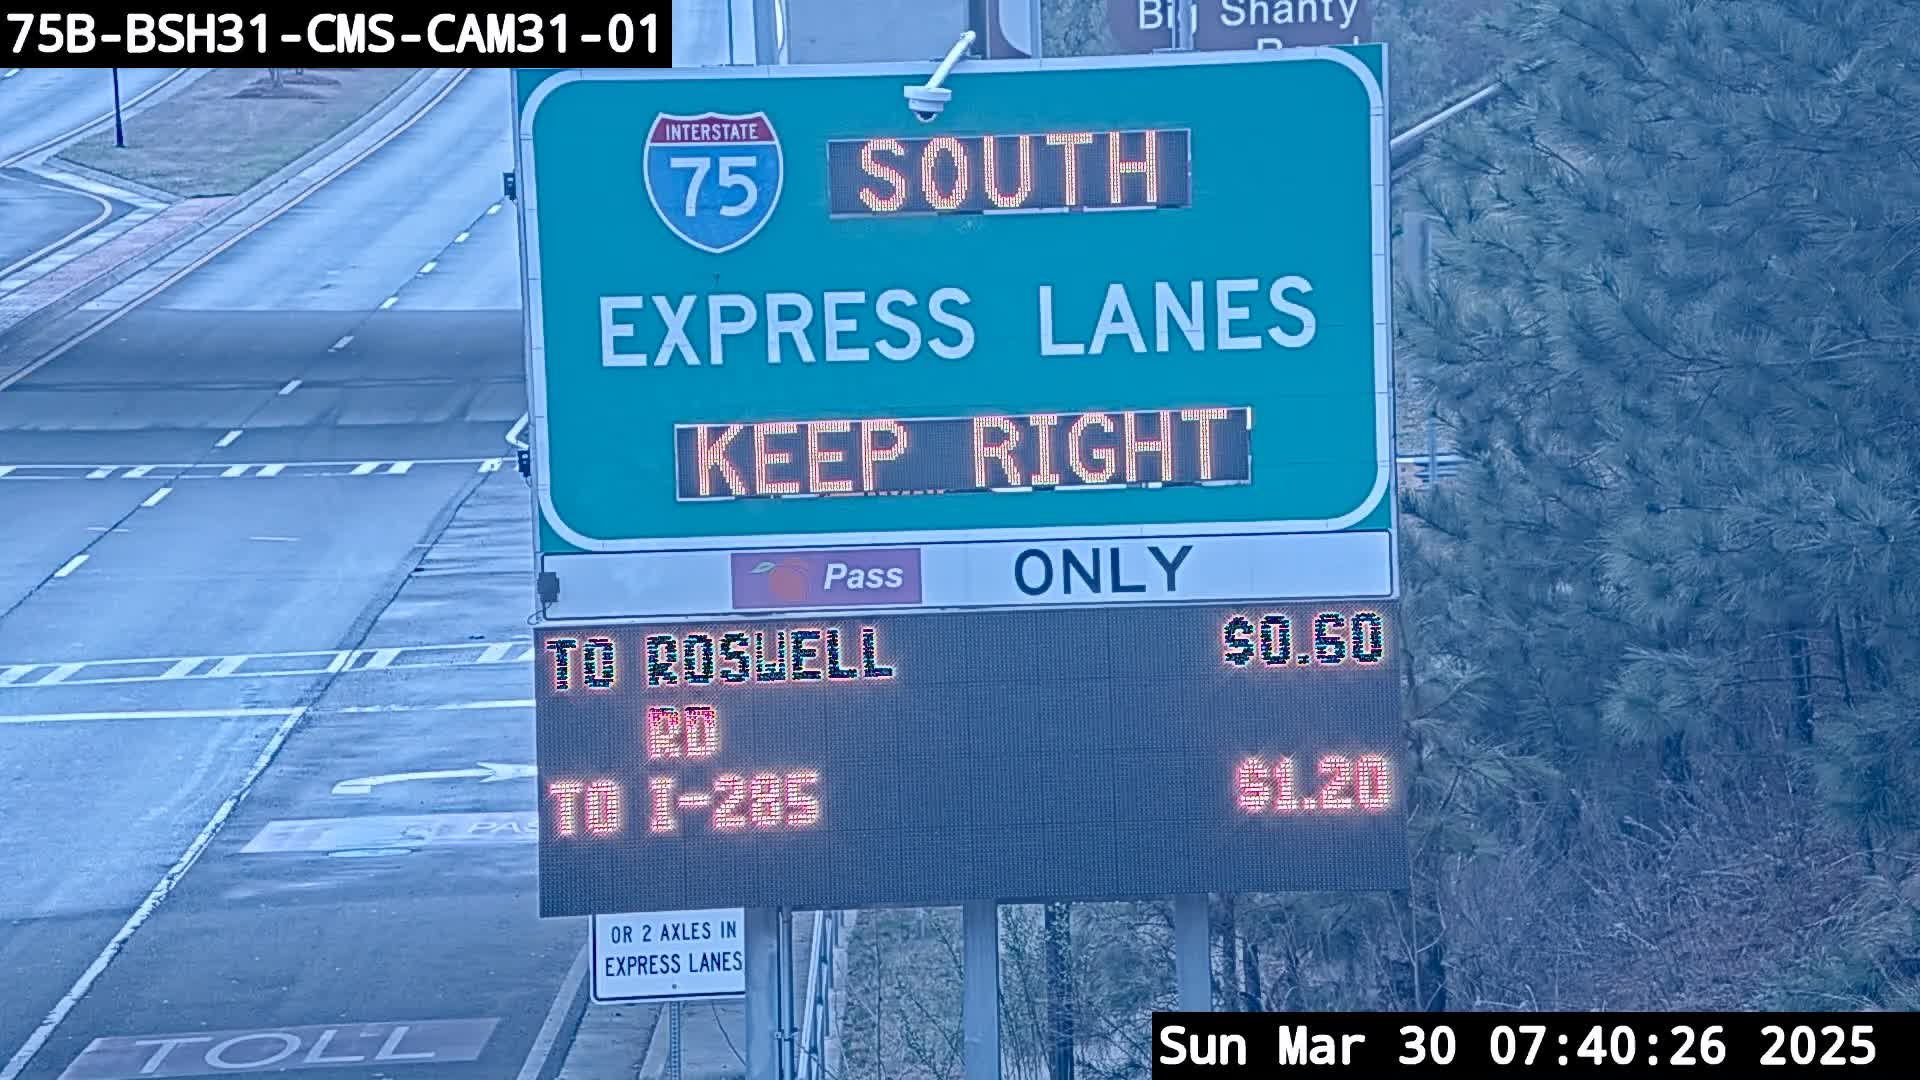 75B-BSH31-CMS-CAM31-01
Big Shanty
INTERSTATE
75
SOUTH
EXPRESS LANES
KEEP RIGHT
Pass ONLY
TO ROSWELL $0.60
RD
TO I-285 $1.20
OR 2 AXLES IN
EXPRESS LANES
TOLL
Sun Mar 30 07:40:26 2025